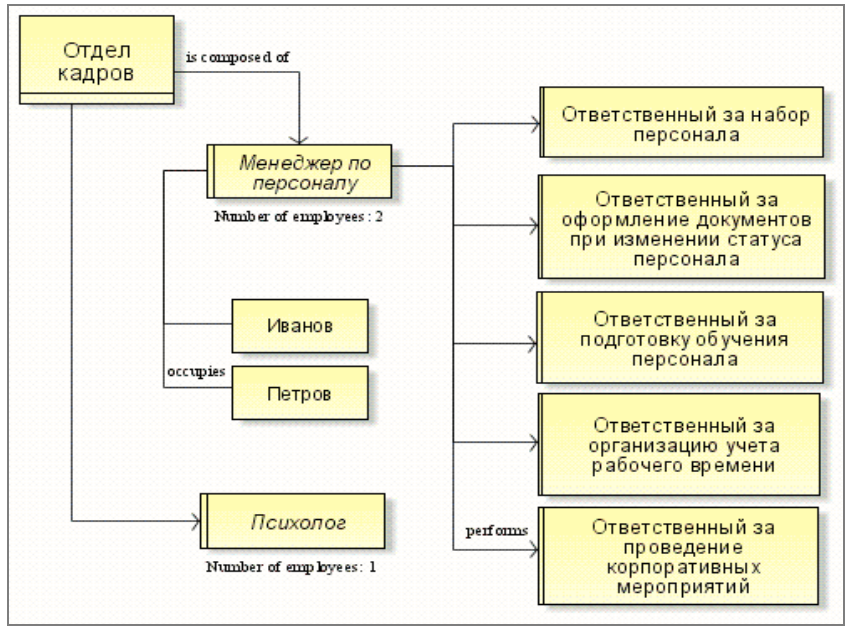 Отдел
кадров
is composed of
Менеджер по
персоналу
Number of employees: 2
Иванов
occupies
Петров
Психолог
Number of employees: 1
Ответственный за набор
персонала
Ответственный за
оформление документов
при изменении статуса
персонала
Ответственный за
подготовку обучения
персонала
Ответственный за
организацию учета
рабочего времени
performs
Ответственный за
проведение
корпоративных
мероприятий